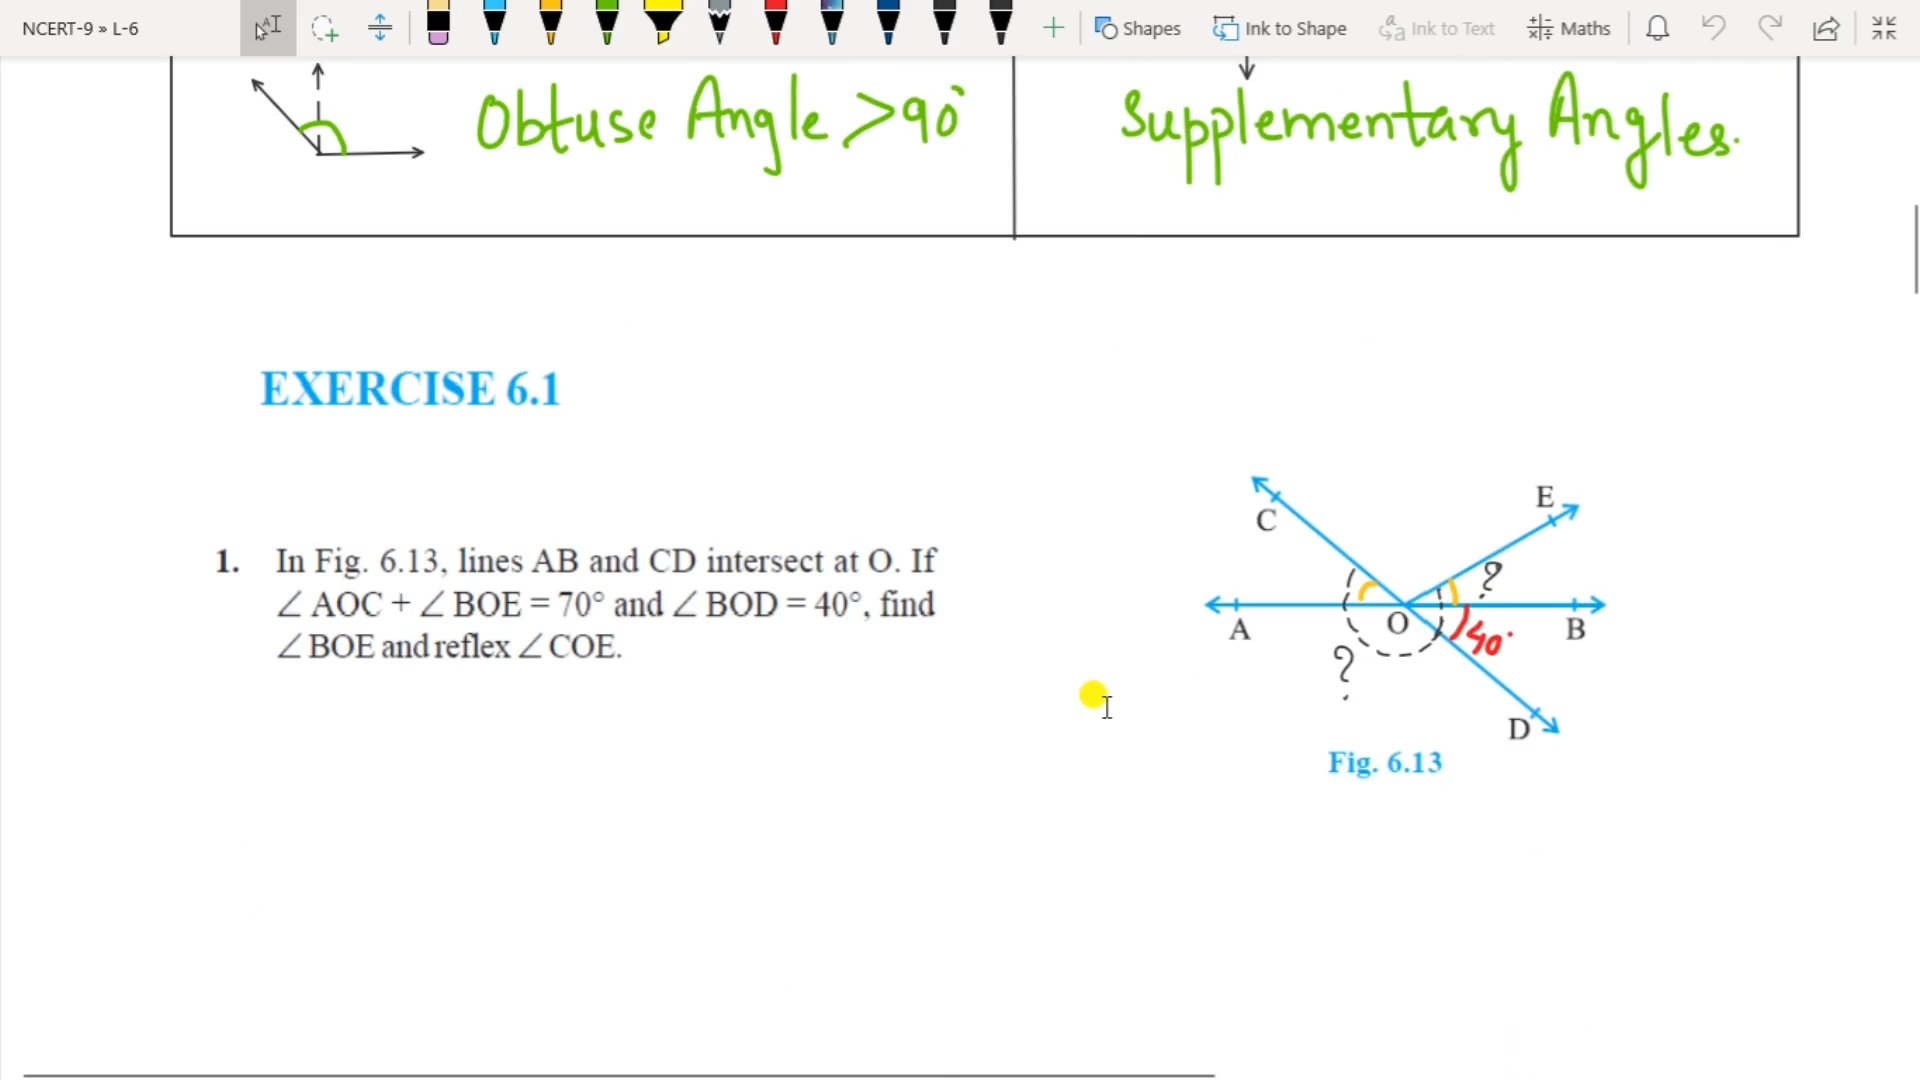 NCERT-9 » L-6
Shapes
Ink to Shape
Ink to Text
Maths
Obtuse Angle >90°
Supplementary Angles.
EXERCISE 6.1
1. In Fig. 6.13, lines AB and CD intersect at O. If
∠ AOC + ∠ BOE = 70° and ∠ BOD = 40°, find
∠ BOE and reflex ∠ COE.
C
E
?
A
O
40°
B
?
D
Fig. 6.13